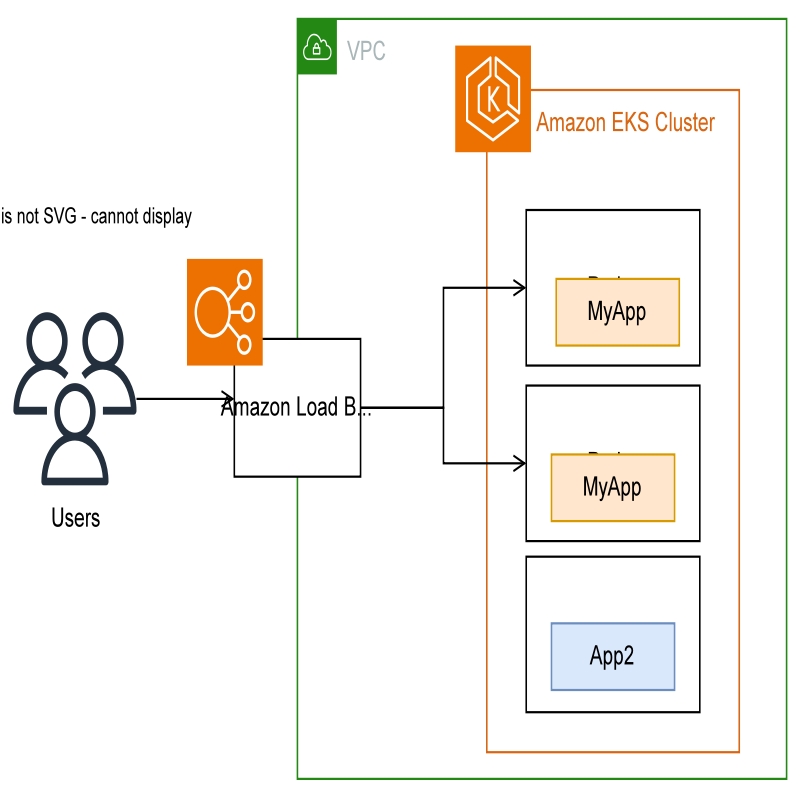 VPC
Amazon EKS Cluster
is not SVG - cannot display
MyApp
Amazon Load B...
MyApp
Users
App2